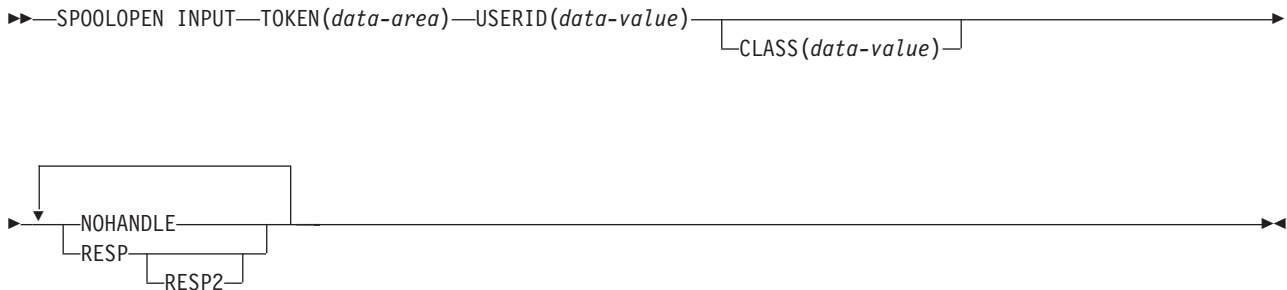 SPOOLOPEN INPUT TOKEN(data-area) USERID(data-value)
CLASS(data-value)
NOHANDLE
RESP
RESP2